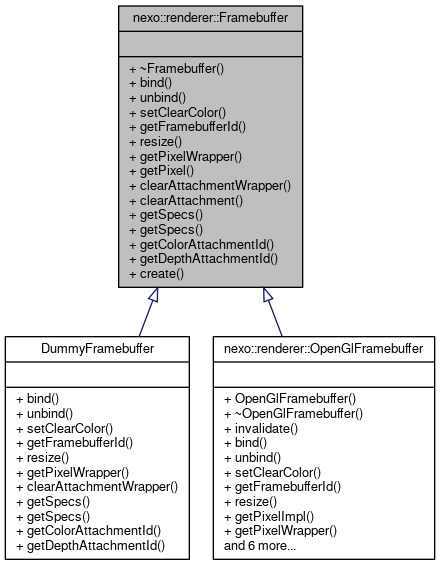 nexo::renderer::Framebuffer
+ ~Framebuffer()
+ bind()
+ unbind()
+ setClearColor()
+ getFramebufferId()
+ resize()
+ getPixelWrapper()
+ getPixel()
+ clearAttachmentWrapper()
+ clearAttachment()
+ getSpecs()
+ getSpecs()
+ getColorAttachmentId()
+ getDepthAttachmentId()
+ create()
DummyFramebuffer
+ bind()
+ unbind()
+ setClearColor()
+ getFramebufferId()
+ resize()
+ getPixelWrapper()
+ clearAttachmentWrapper()
+ getSpecs()
+ getSpecs()
+ getColorAttachmentId()
+ getDepthAttachmentId()
nexo::renderer::OpenGlFramebuffer
+ OpenGlFramebuffer()
+ ~OpenGlFramebuffer()
+ invalidate()
+ bind()
+ unbind()
+ setClearColor()
+ getFramebufferId()
+ resize()
+ getPixelImpl()
+ getPixelWrapper()
and 6 more...